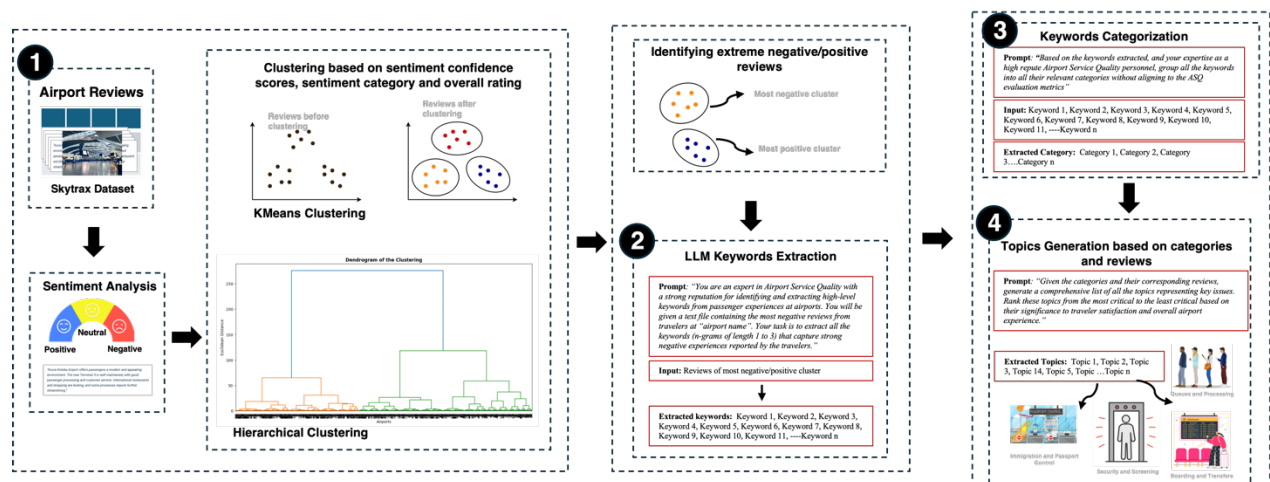 1
Airport Reviews
Skytrax Dataset
Sentiment Analysis
Neutral
Positive
Negative
Clustering based on sentiment confidence
scores, sentiment category and overall rating
Reviews before
clustering
Reviews after
clustering
KMeans Clustering
Dendrogram of the Clustering
Euclidean Distance
250
200
150
100
50
0
Airports
Hierarchical Clustering
Identifying extreme negative/positive
reviews
Most negative cluster
Most positive cluster
2
LLM Keywords Extraction
Prompt: “You are an expert in Airport Service Quality with
a strong reputation for identifying and extracting high-level
keywords from passenger experiences at airports. You will be
given a test file containing the most negative reviews from
travelers at “airport name”. Your task is to extract all the
keywords (n-grams of length 1 to 3) that capture strong
negative experiences reported by the travelers.”
Input: Reviews of most negative/positive cluster
Extracted keywords: Keyword 1, Keyword 2, Keyword 3,
Keyword 4, Keyword 5, Keyword 6, Keyword 7, Keyword 8,
Keyword 9, Keyword 10, Keyword 11, ----Keyword n
3
Keywords Categorization
Prompt: “Based on the keywords extracted, and your expertise as a
high repute Airport Service Quality personnel, group all the keywords
into all their relevant categories without aligning to the ASQ
evaluation metrics”
Input: Keyword 1, Keyword 2, Keyword 3, Keyword 4, Keyword 5,
Keyword 6, Keyword 7, Keyword 8, Keyword 9, Keyword 10,
Keyword 11, ----Keyword n
Extracted Category: Category 1, Category 2, Category
3….Category n
4
Topics Generation based on categories
and reviews
Prompt: “Given the categories and their corresponding reviews,
generate a comprehensive list of all the topics representing key issues.
Rank these topics from the most critical to the least critical based on
their significance to traveler satisfaction and overall airport
experience.”
Extracted Topics: Topic 1, Topic 2, Topic
3, Topic 14, Topic 5, Topic …Topic n
Queues and Processing
Immigration and Passport
Control
Security and Screening
Boarding and Transfers